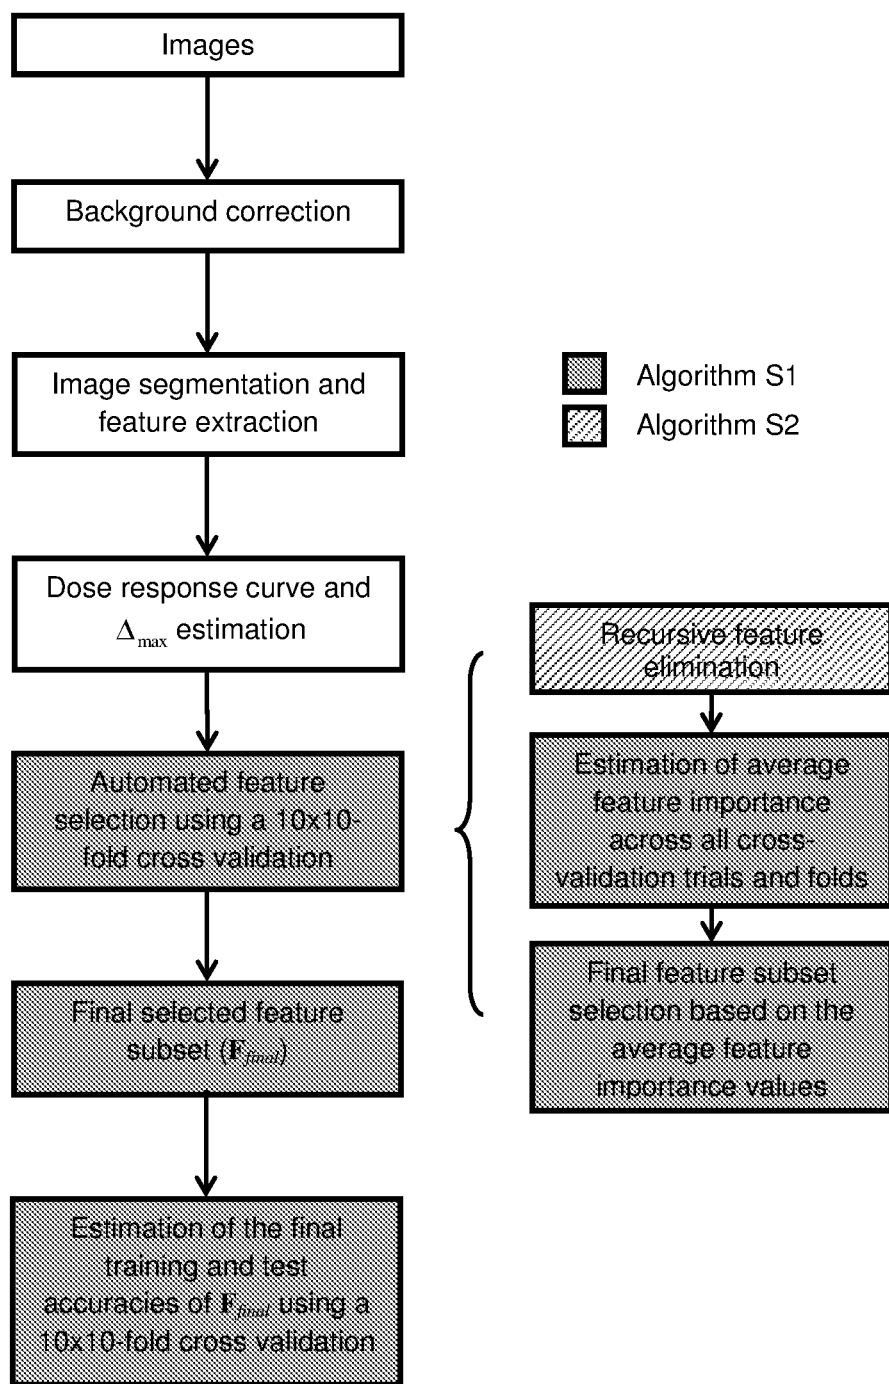 Images
Background correction
Image segmentation and
feature extraction
Dose response curve and
Δmax estimation
Automated feature
selection using a 10x10-
fold cross validation
Final selected feature
subset (Ffinal)
Estimation of the final
training and test
accuracies of Ffinal using a
10x10-fold cross validation
Algorithm S1
Algorithm S2
Recursive feature
elimination
Estimation of average
feature importance
across all cross-
validation trials and folds
Final feature subset
selection based on the
average feature
importance values